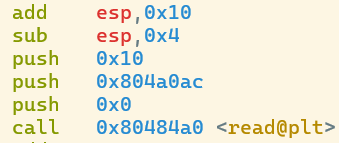 add    esp,0x10
sub    esp,0x4
push   0x10
push   0x804a0ac
push   0x0
call   0x80484a0 <read@plt>